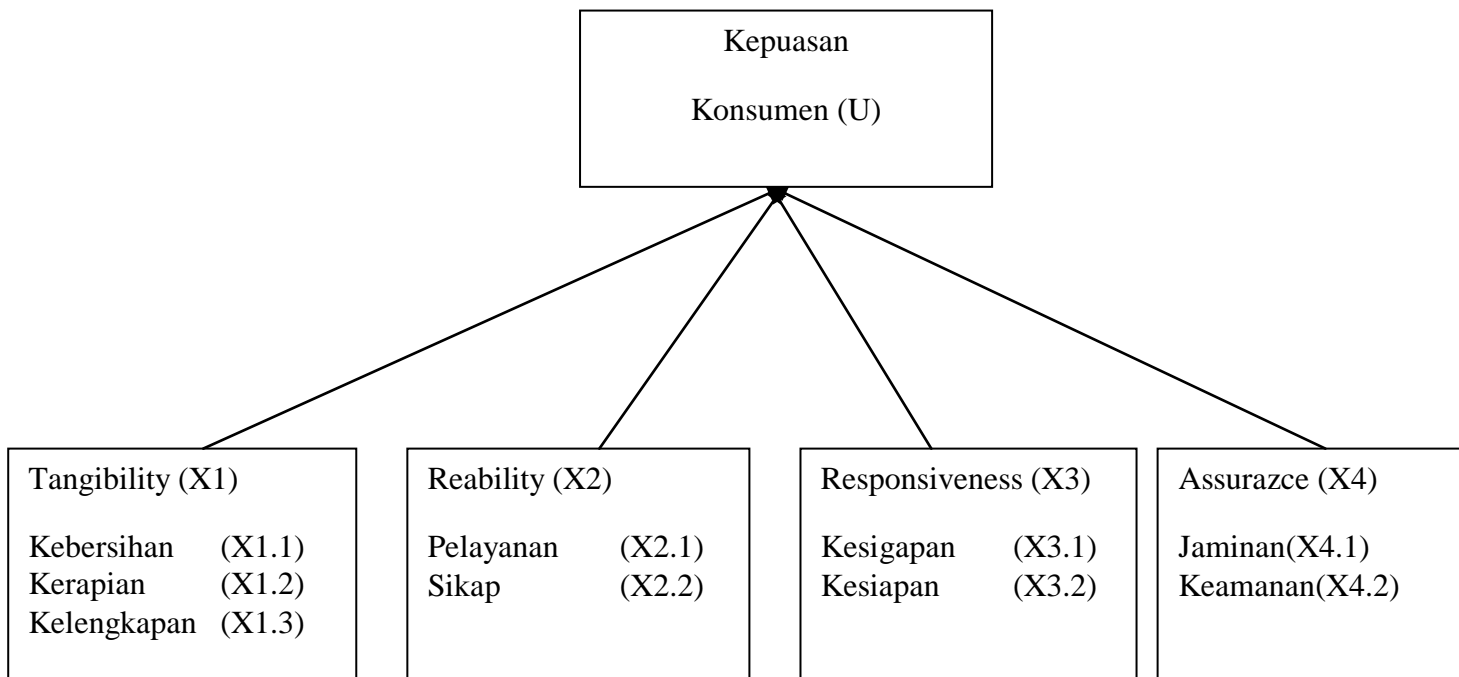 Kepuasan
Konsumen (U)
Tangibility (X1)
Kebersihan (X1.1)
Kerapian (X1.2)
Kelengkapan (X1.3)
Reability (X2)
Pelayanan (X2.1)
Sikap (X2.2)
Responsiveness (X3)
Kesigapan (X3.1)
Kesiapan (X3.2)
Assurazce (X4)
Jaminan(X4.1)
Keamanan(X4.2)